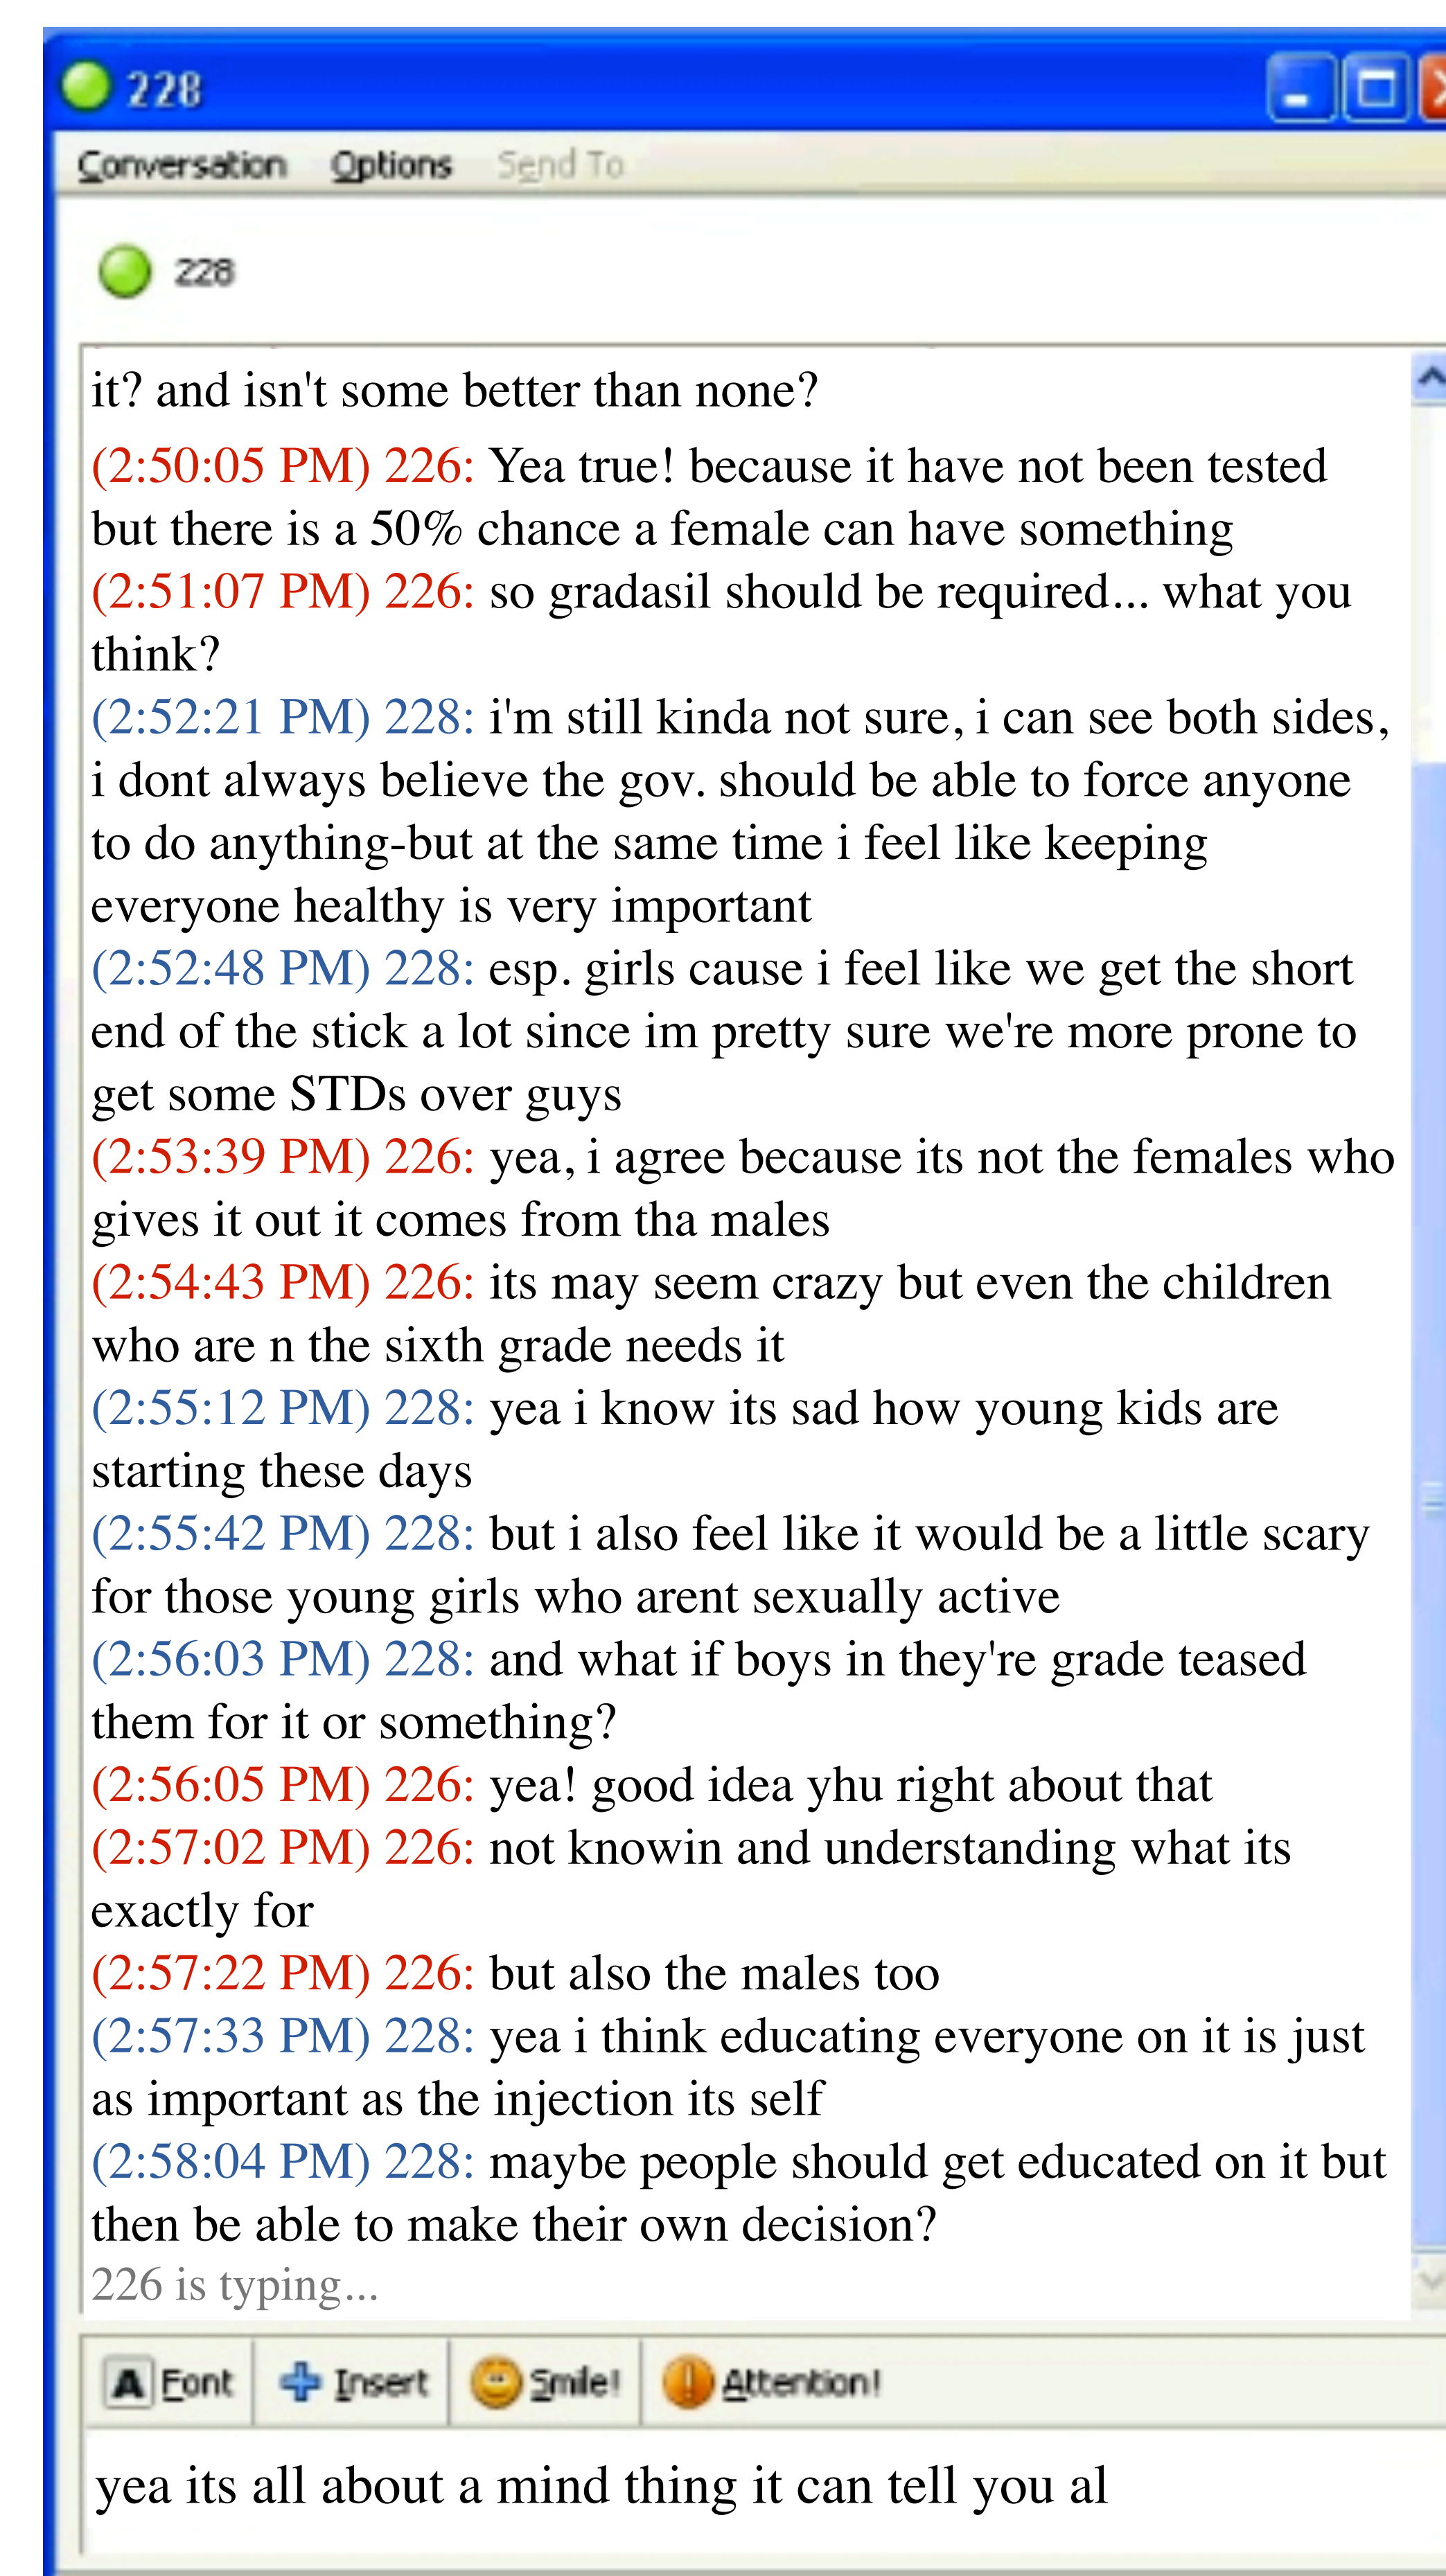 228
Conversation Options Send To
228
it? and isn't some better than none?
(2:50:05 PM) 226: Yea true! because it have not been tested
but there is a 50% chance a female can have something
(2:51:07 PM) 226: so gradasil should be required... what you
think?
(2:52:21 PM) 228: i'm still kinda not sure, i can see both sides,
i dont always believe the gov. should be able to force anyone
to do anything-but at the same time i feel like keeping
everyone healthy is very important
(2:52:48 PM) 228: esp. girls cause i feel like we get the short
end of the stick a lot since im pretty sure we're more prone to
get some STDs over guys
(2:53:39 PM) 226: yea, i agree because its not the females who
gives it out it comes from tha males
(2:54:43 PM) 226: its may seem crazy but even the children
who are n the sixth grade needs it
(2:55:12 PM) 228: yea i know its sad how young kids are
starting these days
(2:55:42 PM) 228: but i also feel like it would be a little scary
for those young girls who arent sexually active
(2:56:03 PM) 228: and what if boys in they're grade teased
them for it or something?
(2:56:05 PM) 226: yea! good idea yhu right about that
(2:57:02 PM) 226: not knowin and understanding what its
exactly for
(2:57:22 PM) 226: but also the males too
(2:57:33 PM) 228: yea i think educating everyone on it is just
as important as the injection its self
(2:58:04 PM) 228: maybe people should get educated on it but
then be able to make their own decision?
226 is typing...
A Font Insert Smile! Attention!
yea its all about a mind thing it can tell you al